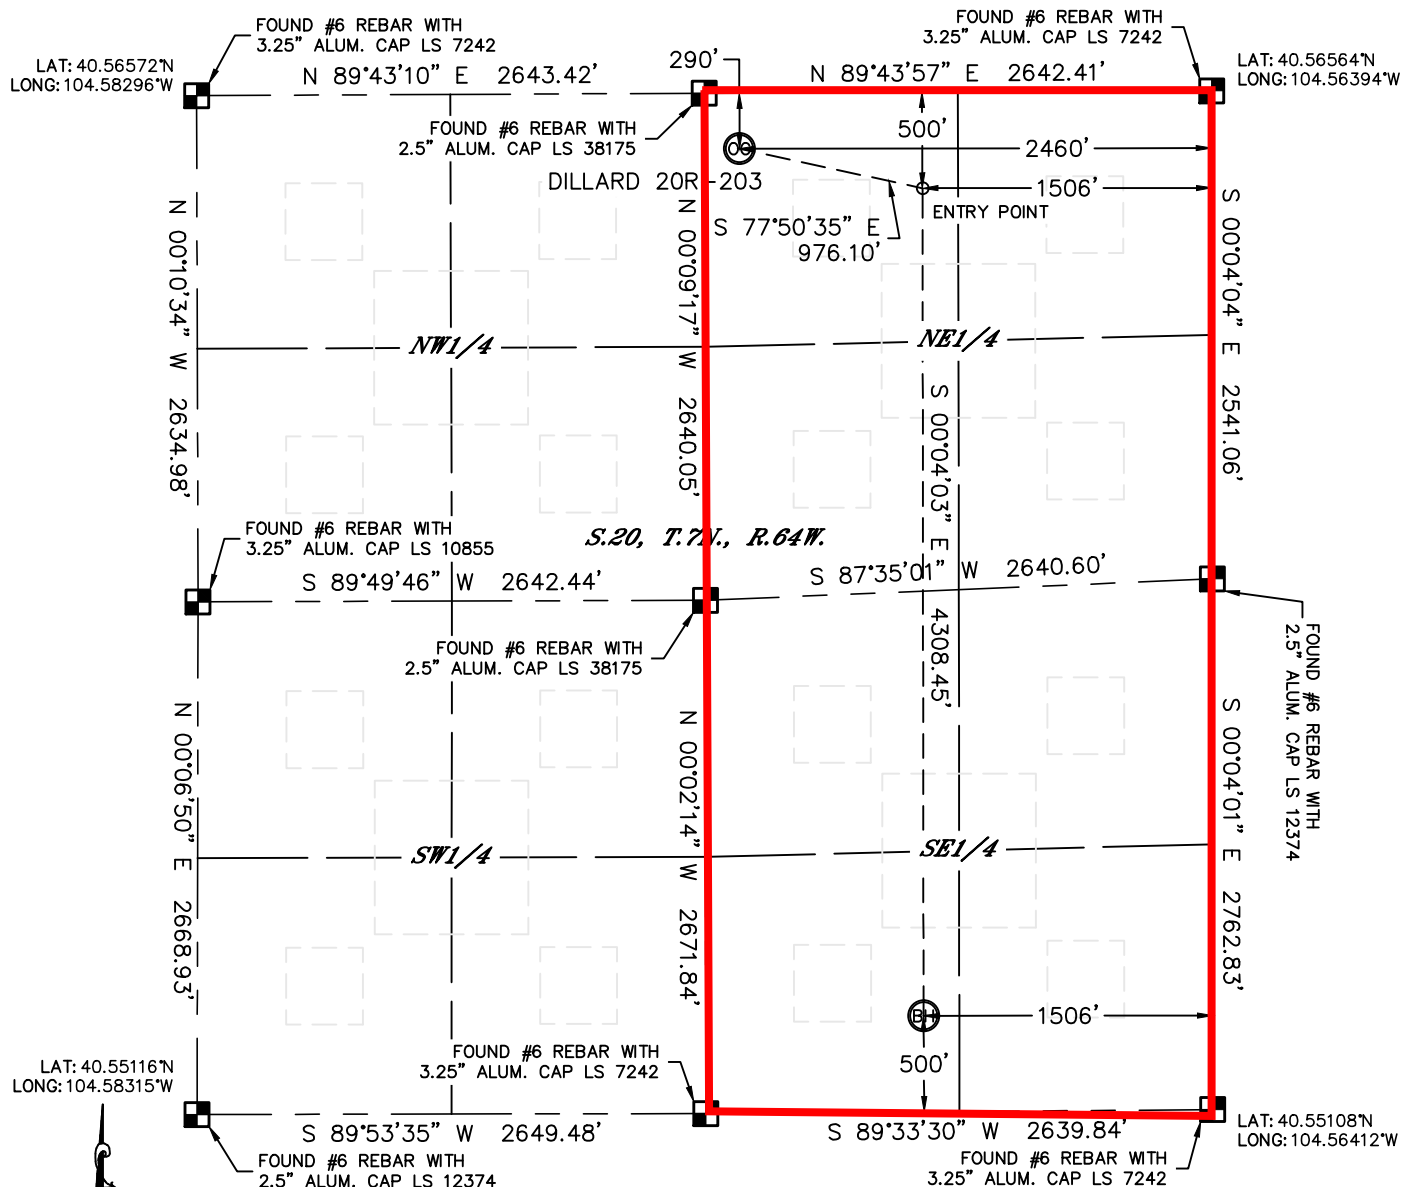 FOUND #6 REBAR WITH
3.25" ALUM. CAP LS 7242
LAT: 40.56572°N
LONG: 104.58296°W
N 89°43'10" E 2643.42'
290'
FOUND #6 REBAR WITH
3.25" ALUM. CAP LS 7242
LAT: 40.56564°N
LONG: 104.56394°W
N 89°43'57" E 2642.41'
FOUND #6 REBAR WITH
2.5" ALUM. CAP LS 38175
500'
OG
2460'
DILLARD 20R-203
1506'
ENTRY POINT
S 77°50'35" E
976.10'
N 00°10'34" W 2634.98'
N 00°09'17" W 2640.05'
S 00°04'04" E 2541.06'
NW1/4
NE1/4
S 00°04'03" E 4308.45'
FOUND #6 REBAR WITH
3.25" ALUM. CAP LS 10855
S.20, T.7N., R.64W.
S 89°49'46" W 2642.44'
S 87°35'01" W 2640.60'
FOUND #6 REBAR WITH
2.5" ALUM. CAP LS 38175
FOUND #6 REBAR WITH
2.5" ALUM. CAP LS 12374
N 00°06'50" E 2668.93'
N 00°02'14" W 2671.84'
S 00°04'01" E 2762.83'
SW1/4
SE1/4
BH
1506'
500'
FOUND #6 REBAR WITH
3.25" ALUM. CAP LS 7242
LAT: 40.55116°N
LONG: 104.58315°W
S 89°53'35" W 2649.48'
S 89°33'30" W 2639.84'
LAT: 40.55108°N
LONG: 104.56412°W
FOUND #6 REBAR WITH
2.5" ALUM. CAP LS 12374
FOUND #6 REBAR WITH
3.25" ALUM. CAP LS 7242